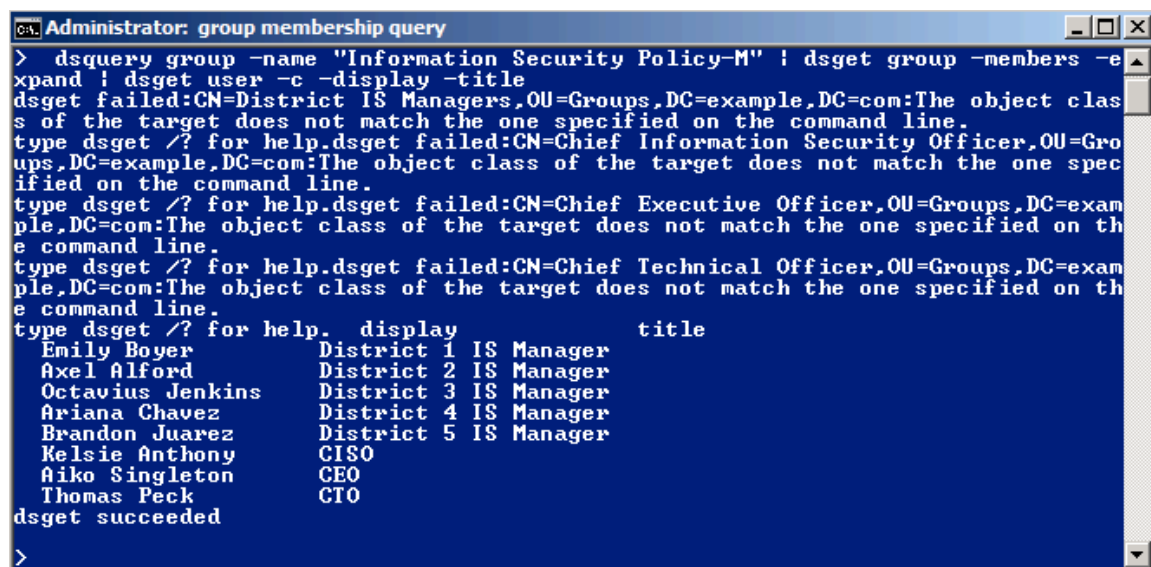 Administrator: group membership query
>  dsquery group -name "Information Security Policy-M" | dsget group -members -e
xpand | dsget user -c -display -title
dsget failed:CN=District IS Managers,OU=Groups,DC=example,DC=com:The object clas
s of the target does not match the one specified on the command line.
type dsget /? for help.dsget failed:CN=Chief Information Security Officer,OU=Gro
ups,DC=example,DC=com:The object class of the target does not match the one spec
ified on the command line.
type dsget /? for help.dsget failed:CN=Chief Executive Officer,OU=Groups,DC=exam
ple,DC=com:The object class of the target does not match the one specified on th
e command line.
type dsget /? for help.dsget failed:CN=Chief Technical Officer,OU=Groups,DC=exam
ple,DC=com:The object class of the target does not match the one specified on th
e command line.
type dsget /? for help.  display             title
  Emily Boyer         District 1 IS Manager
  Axel Alford         District 2 IS Manager
  Octavius Jenkins    District 3 IS Manager
  Ariana Chavez       District 4 IS Manager
  Brandon Juarez      District 5 IS Manager
  Kelsie Anthony      CISO
  Aiko Singleton      CEO
  Thomas Peck         CTO
dsget succeeded
>